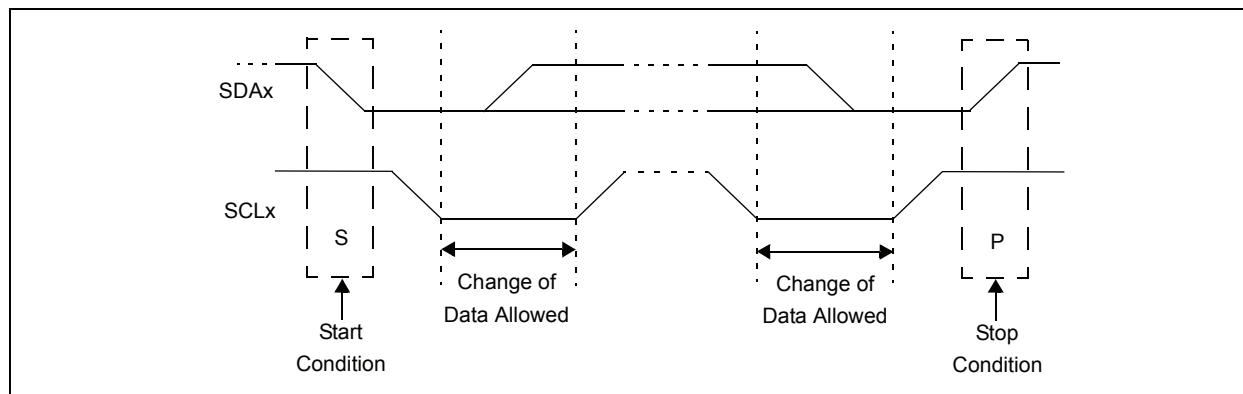 SDAx
SCLx
S
P
Change of
Data Allowed
Change of
Data Allowed
Start
Condition
Stop
Condition